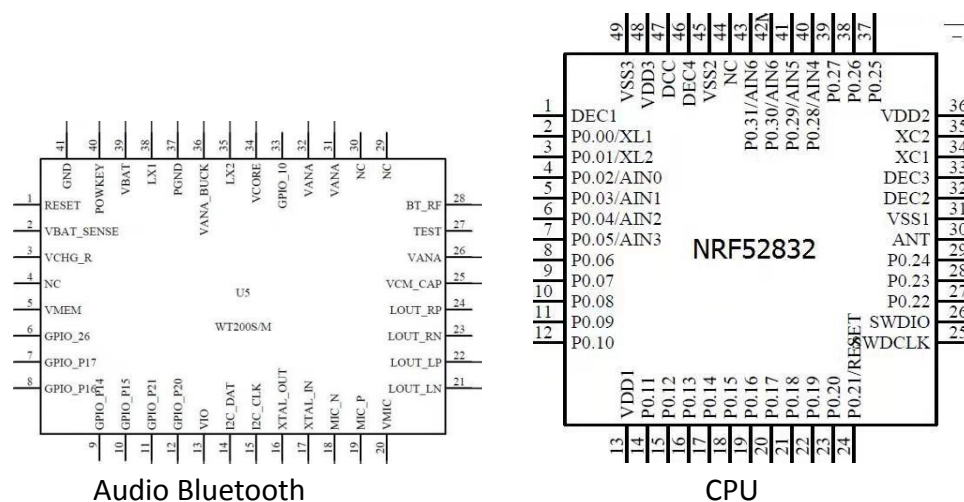 41 GND
40 POWKEY
39 VBAT
38 LX1
37 PGND
36 VANA_BUCK
35 LX2
34 VCORE
33 GPIO_10
32 VANA
31 VANA
30 NC
29 NC
1 RESET
2 VBAT_SENSE
3 VCHG_R
4 NC
5 VMEM
6 GPIO_26
7 GPIO_P17
8 GPIO_P16
U5
WT200S/M
BT_RF 28
TEST 27
VANA 26
VCM_CAP 25
LOUT_RP 24
LOUT_RN 23
LOUT_LP 22
LOUT_LN 21
9 GPIO_P14
10 GPIO_P15
11 GPIO_P21
12 GPIO_P20
13 VIO
14 I2C_DAT
15 I2C_CLK
16 XTAL_OUT
17 XTAL_IN
18 MIC_N
19 MIC_P
20 VMIC
Audio Bluetooth
49 VSS3
48 VDD3
47 DCC
46 DEC4
45 VSS2
44 NC
43 P0.31/AIN6
42 P0.30/AIN6
41 P0.29/AIN5
40 P0.28/AIN4
39 P0.27
38 P0.26
37 P0.25
1 DEC1
2 P0.00/XL1
3 P0.01/XL2
4 P0.02/AIN0
5 P0.03/AIN1
6 P0.04/AIN2
7 P0.05/AIN3
8 P0.06
9 P0.07
10 P0.08
11 P0.09
12 P0.10
NRF52832
VDD2 36
XC2 35
XC1 34
DEC3 33
DEC2 32
VSS1 31
ANT 30
P0.24 29
P0.23 28
P0.22 27
SWDIO 26
SWDCLK 25
13 VDD1
14 P0.11
15 P0.12
16 P0.13
17 P0.14
18 P0.15
19 P0.16
20 P0.17
21 P0.18
22 P0.19
23 P0.20
24 P0.21/RESET
CPU